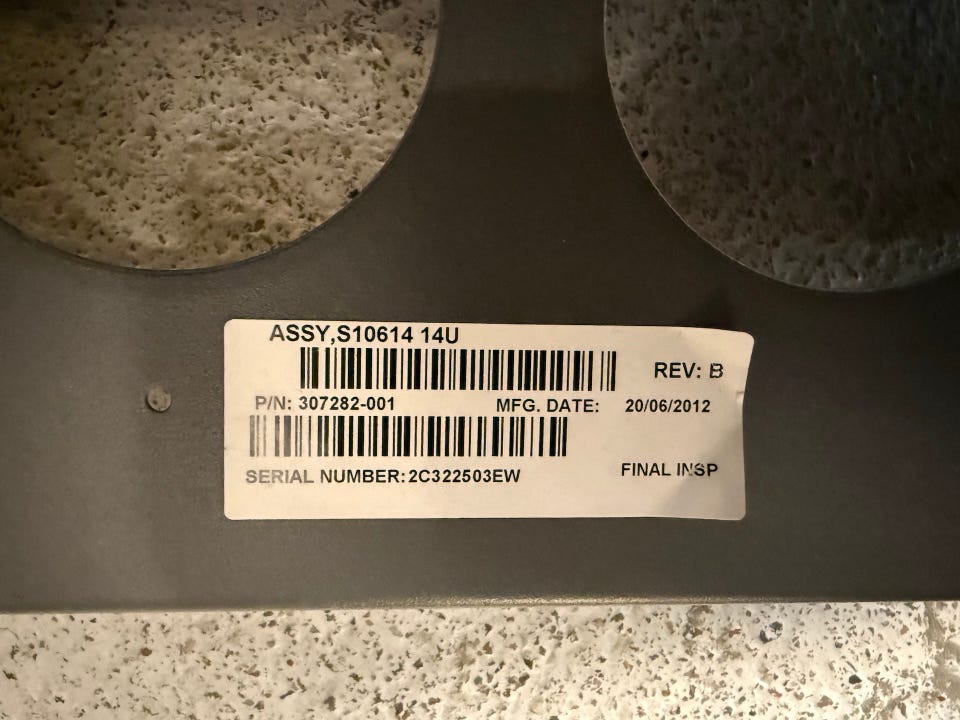 ASSY,S10614 14U
REV: B
P/N: 307282-001 MFG. DATE: 20/06/2012
SERIAL NUMBER:2C322503EW FINAL INSP